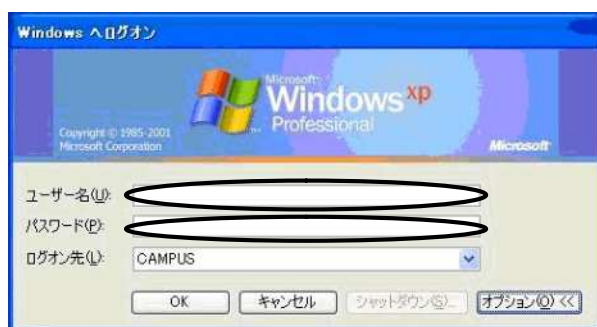 Windows へログオン
Microsoft
Windows xp
Professional
Copyright © 1985-2001
Microsoft Corporation
Microsoft
ユーザー名(U):
パスワード(P):
ログオン先(L):
CAMPUS
OK
キャンセル
シャットダウン(S)...
オプション(O) <<